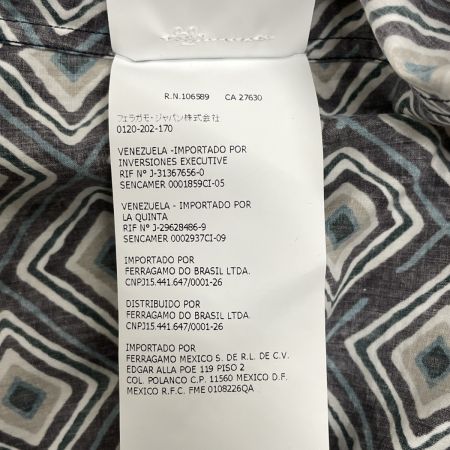 R.N.106589 CA 27630
フェラガモ・ジャパン株式会社
0120-202-170
VENEZUELA -IMPORTADO POR
INVERSIONES EXECUTIVE
RIF Nº J-31367656-0
SENCAMER 0001859CI-05
VENEZUELA - IMPORTADO POR
LA QUINTA
RIF Nº J-29628486-9
SENCAMER 0002937CI-09
IMPORTADO POR
FERRAGAMO DO BRASIL LTDA.
CNPJ15.441.647/0001-26
DISTRIBUIDO POR
FERRAGAMO DO BRASIL LTDA.
CNPJ15.441.647/0001-26
IMPORTADO POR
FERRAGAMO MEXICO S. DE R.L. DE C.V.
EDGAR ALLA POE 119 PISO 2
COL. POLANCO C.P. 11560 MEXICO D.F.
MEXICO R.F.C. FME 0108226QA